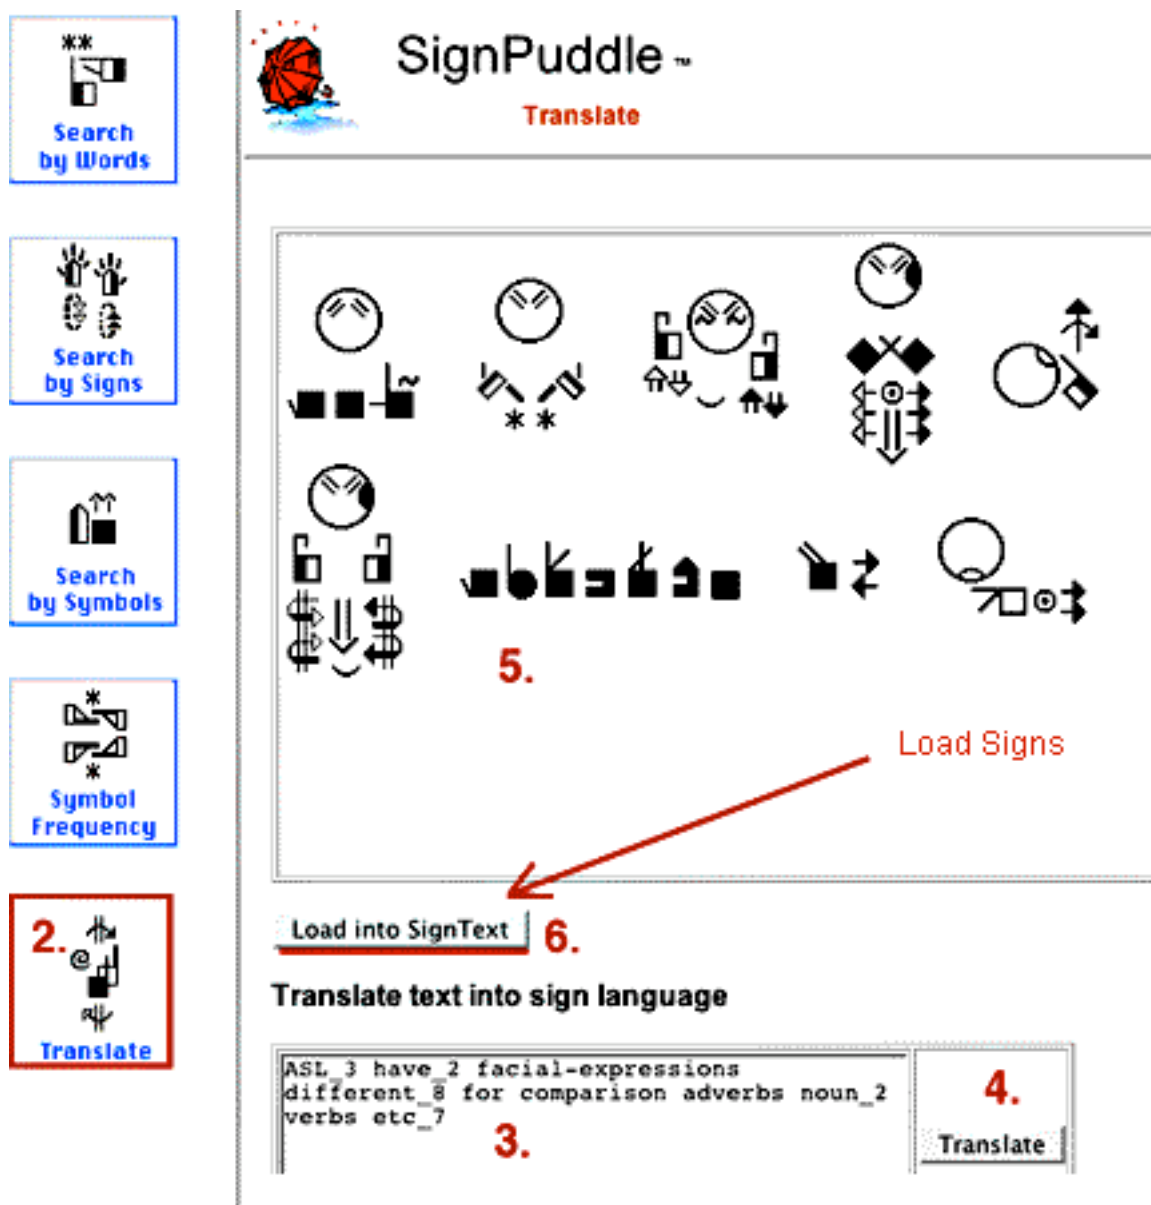 Search
by Words
Search
by Signs
Search
by Symbols
Symbol
Frequency
2.
Translate
SignPuddle ™
Translate
5.
Load Signs
Load into SignText
6.
Translate text into sign language
ASL_3 have_2 facial-expressions
different_8 for comparison adverbs noun_2
verbs etc_7
3.
4.
Translate